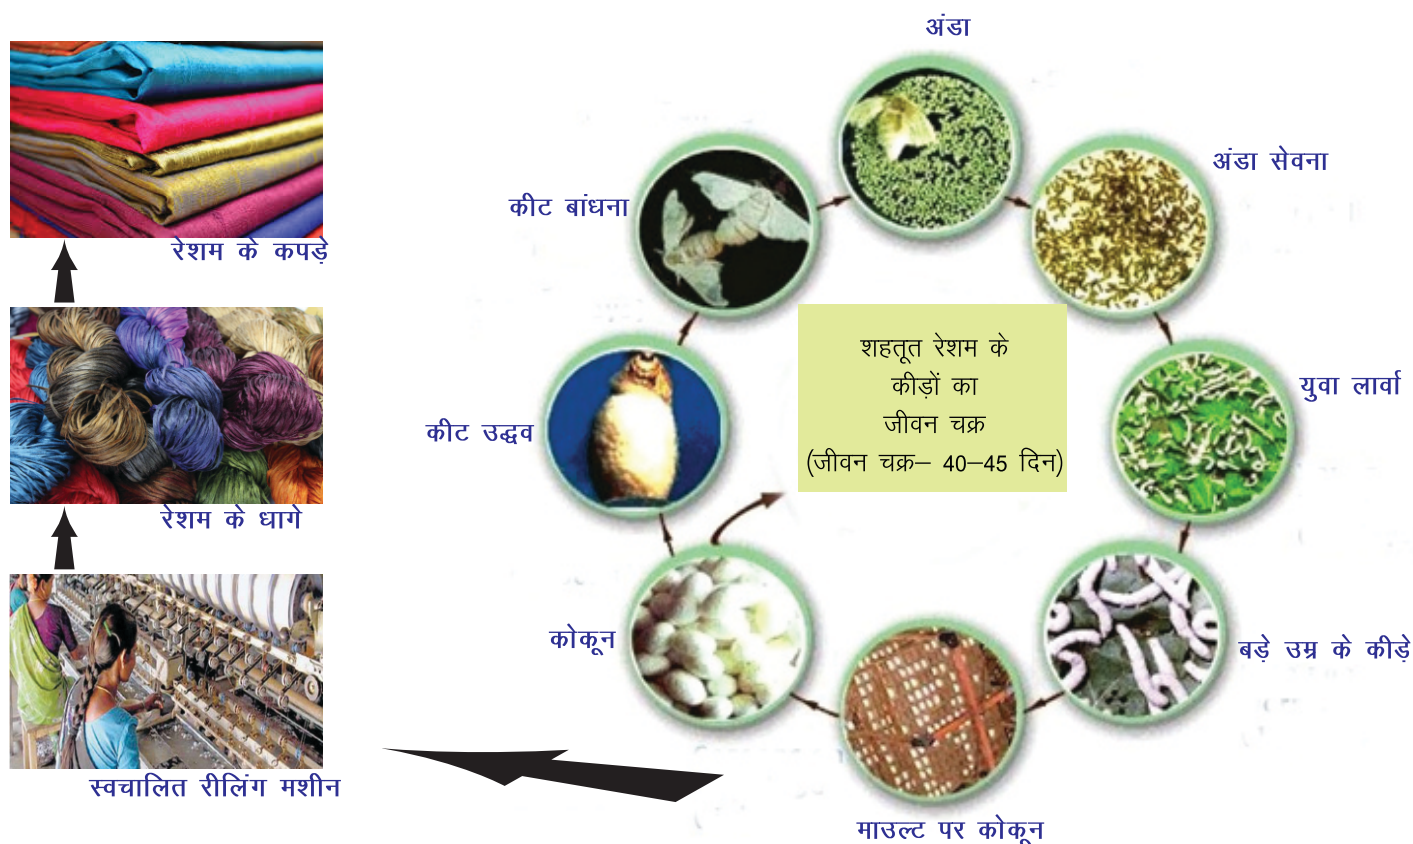 अंडा
अंडा सेवना
कीट बांधना
रेशम के कपड़े
शहतूत रेशम के
कीड़ों का
जीवन चक्र
(जीवन चक्र– 40–45 दिन)
युवा लार्वा
कीट उद्धव
रेशम के धागे
कोकून
बड़े उम्र के कीड़े
स्वचालित रीलिंग मशीन
माउल्ट पर कोकून